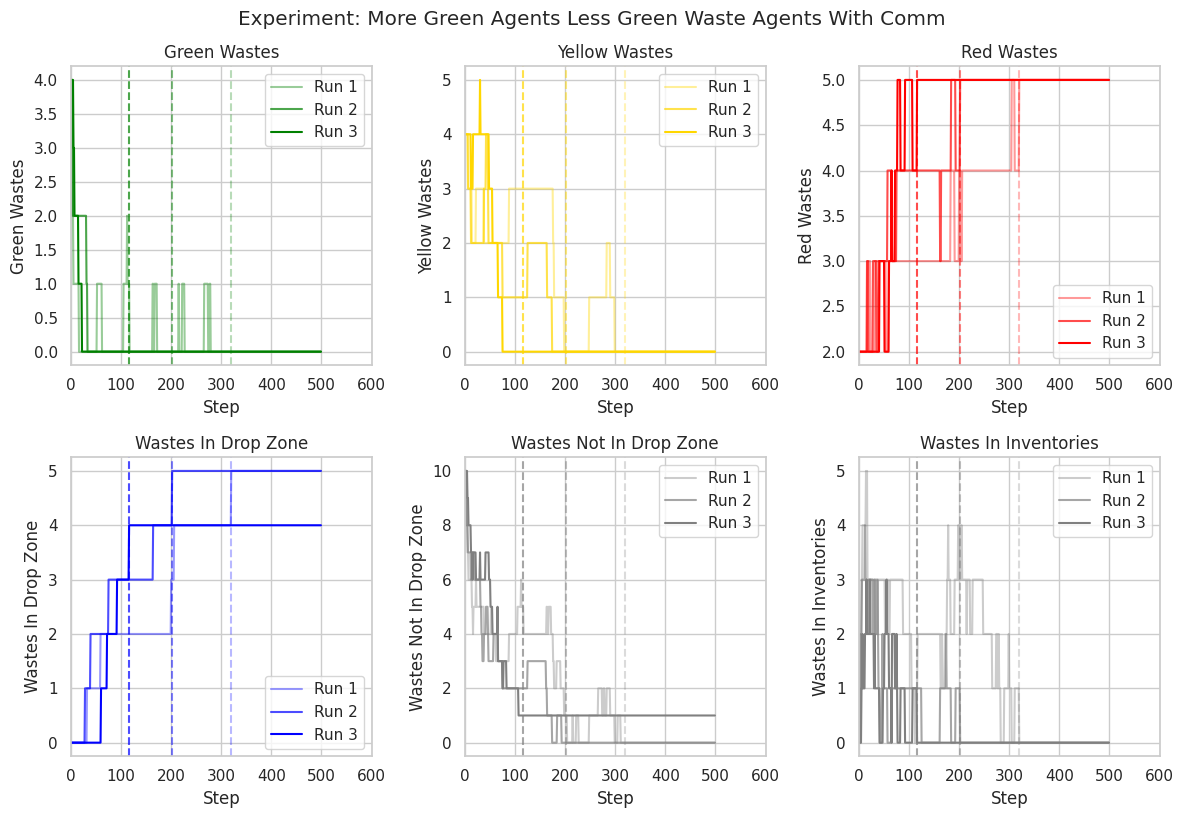 Experiment: More Green Agents Less Green Waste Agents With Comm
Green Wastes
Green Wastes
4.0
3.5
3.0
2.5
2.0
1.5
1.0
0.5
0.0
0 100 200 300 400 500 600
Step
Run 1
Run 2
Run 3
Yellow Wastes
Yellow Wastes
5
4
3
2
1
0
0 100 200 300 400 500 600
Step
Run 1
Run 2
Run 3
Red Wastes
Red Wastes
5.0
4.5
4.0
3.5
3.0
2.5
2.0
0 100 200 300 400 500 600
Step
Run 1
Run 2
Run 3
Wastes In Drop Zone
Wastes In Drop Zone
5
4
3
2
1
0
0 100 200 300 400 500 600
Step
Run 1
Run 2
Run 3
Wastes Not In Drop Zone
Wastes Not In Drop Zone
10
8
6
4
2
0
0 100 200 300 400 500 600
Step
Run 1
Run 2
Run 3
Wastes In Inventories
Wastes In Inventories
5
4
3
2
1
0
0 100 200 300 400 500 600
Step
Run 1
Run 2
Run 3